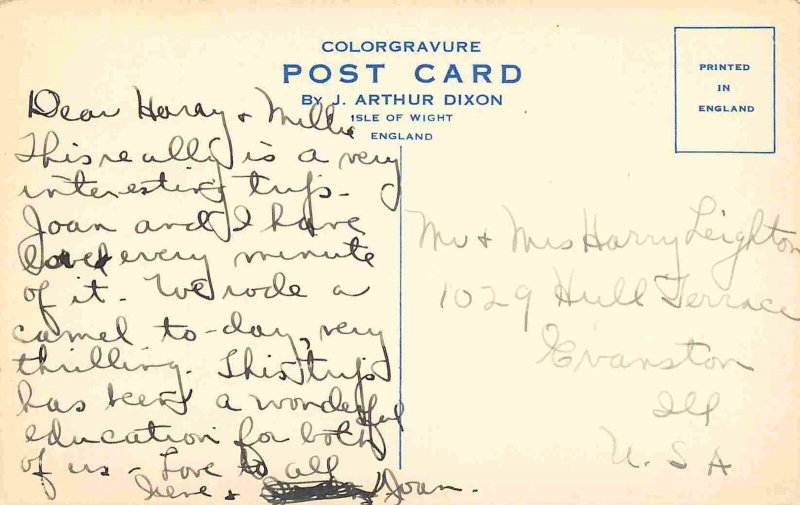 COLORGRAVURE
POST CARD
BY J. ARTHUR DIXON
ISLE OF WIGHT
ENGLAND
PRINTED
IN
ENGLAND
Dear Harry & Millie
This really is a very
interesting trip -
Joan and I have
loved every minute
of it. We rode a
camel to-day, very
thrilling. This trip
has been a wonderful
education for both
of us - Love to all
Irene & Joan.
Mr & Mrs Harry Leighton
1029 Hull Terrace
Evanston
Ill
U.S.A